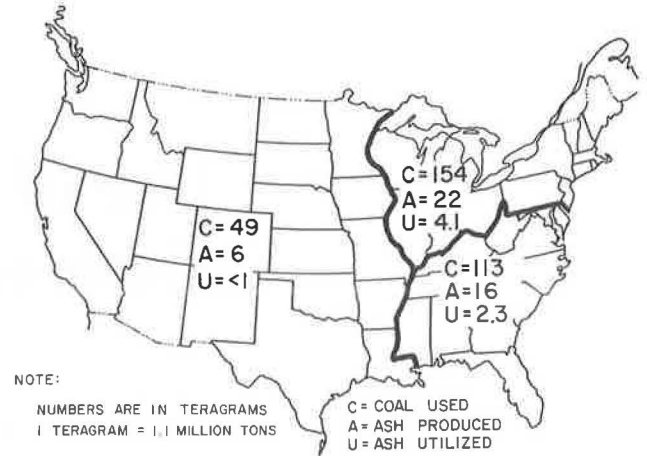 C = 154
A = 22
U = 4.1
C = 49
A = 6
U = <1
C = 113
A = 16
U = 2.3
NOTE:
NUMBERS ARE IN TERAGRAMS
1 TERAGRAM = 1.1 MILLION TONS
C = COAL USED
A = ASH PRODUCED
U = ASH UTILIZED